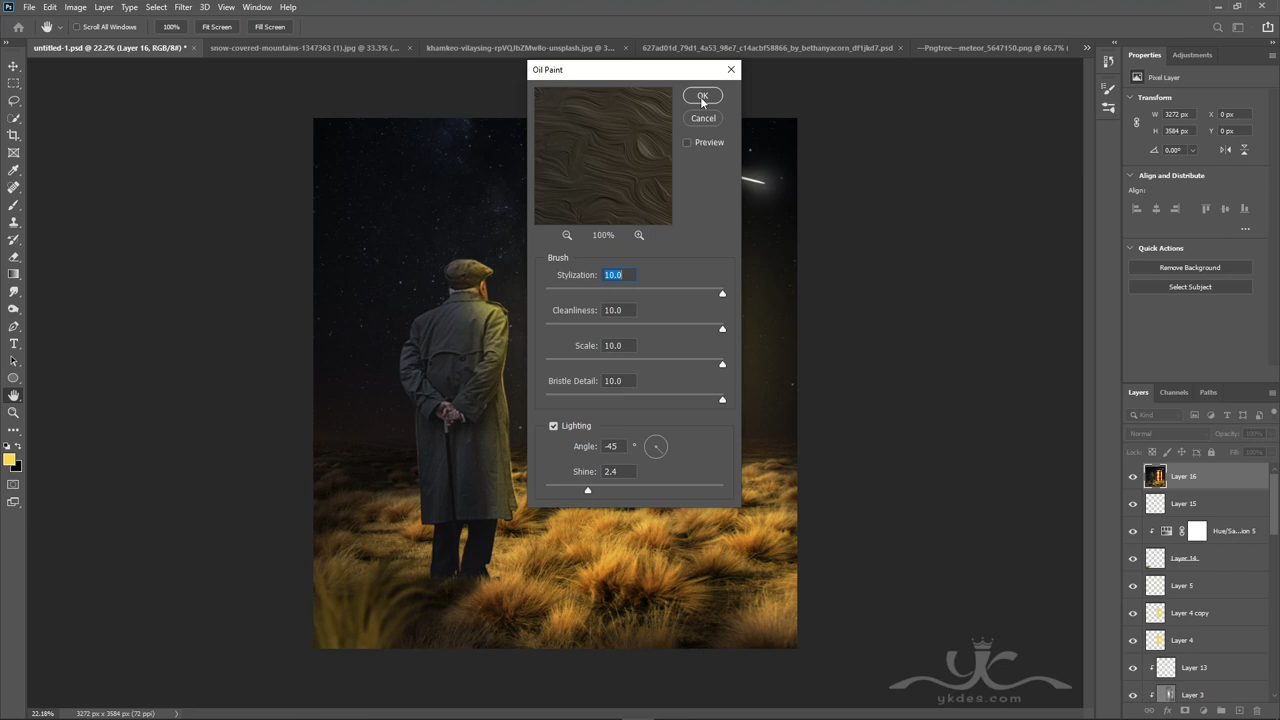 File Edit Image Layer Type Select Filter 3D View Window Help
Scroll All Windows 100% Fit Screen Fill Screen
untitled-1.psd @ 22.2% (Layer 16, RGB/8#) * snow-covered-mountains-1347363 (1).jpg @ 33.3% (... khamkeo-vilaysing-rpVQJbZMw8o-unsplash.jpg @ 3... 627ad01d_79d1_4a53_98e7_c14acbf58866_by_bethanyacorn_df1jkd7.psd —Pngtree—meteor_5647150.png @ 66.7% (
Oil Paint
OK
Cancel
Preview
100%
Brush
Stylization: 10.0
Cleanliness: 10.0
Scale: 10.0
Bristle Detail: 10.0
Lighting
Angle: -45 °
Shine: 2.4
Properties Adjustments
Pixel Layer
Transform
W 3272 px X 0 px
H 3584 px Y 0 px
0.00°
Align and Distribute
Align:
Quick Actions
Remove Background
Select Subject
Layers Channels Paths
Kind
Normal Opacity: 100%
Lock: Fill: 100%
Layer 16
Layer 15
Hue/Sa...ion 5
Layer 14
Layer 5
Layer 4 copy
Layer 4
Layer 13
Layer 3
yk
ykdes.com
22.18% 3272 px x 3584 px (72 ppi)